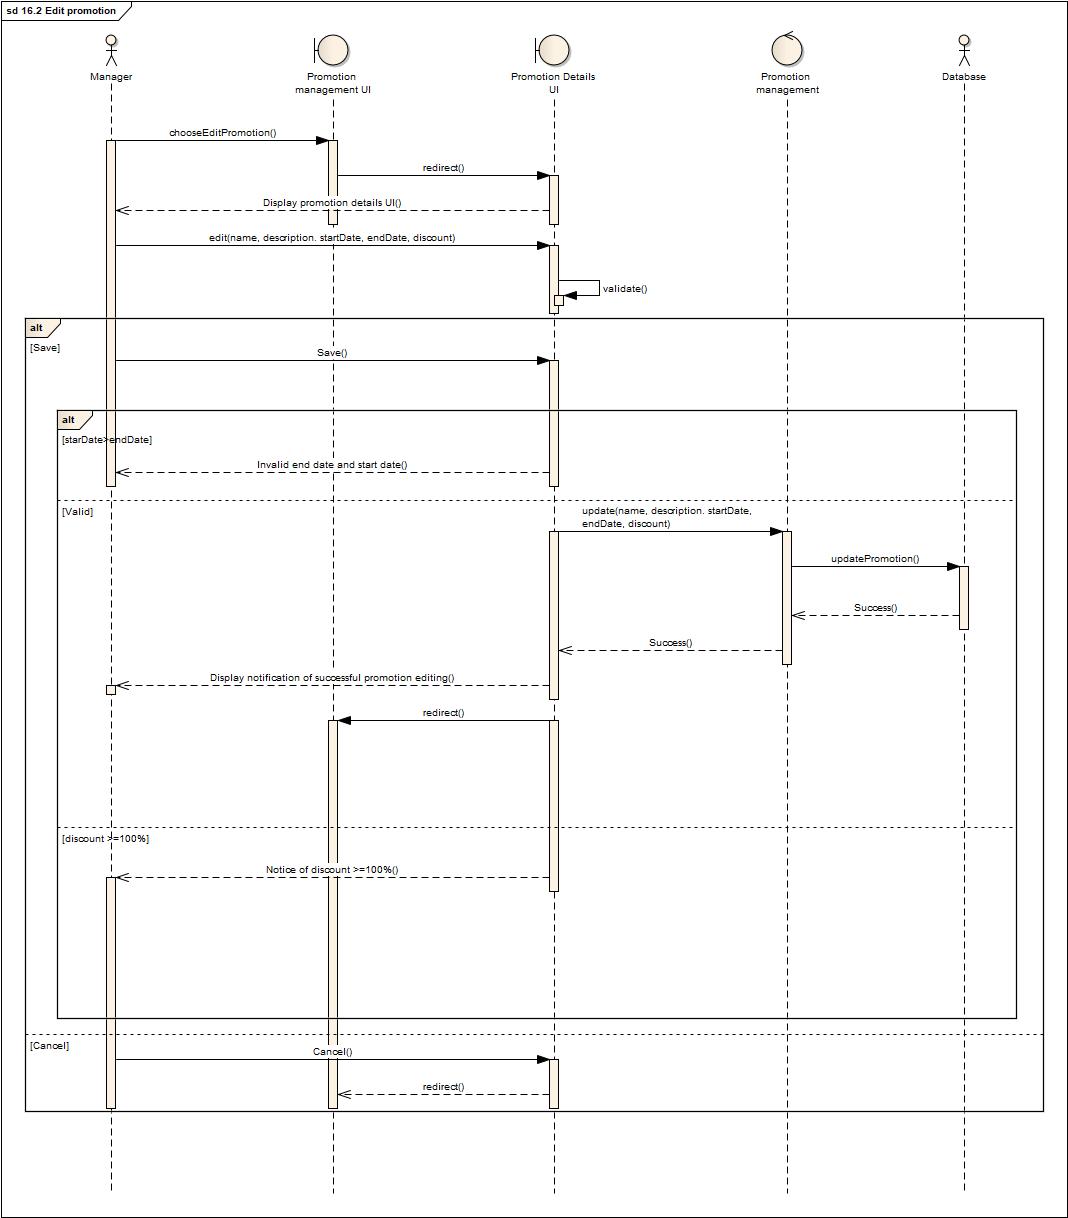 sd 16.2 Edit promotion
Manager
Promotion
management UI
Promotion Details
UI
Promotion
management
Database
chooseEditPromotion()
redirect()
Display promotion details UI()
edit(name, description. startDate, endDate, discount)
validate()
alt
[Save]
Save()
alt
[starDate>endDate]
Invalid end date and start date()
[Valid]
update(name, description. startDate,
endDate, discount)
updatePromotion()
Success()
Success()
Display notification of successful promotion editing()
redirect()
[discount >=100%]
Notice of discount >=100%()
[Cancel]
Cancel()
redirect()